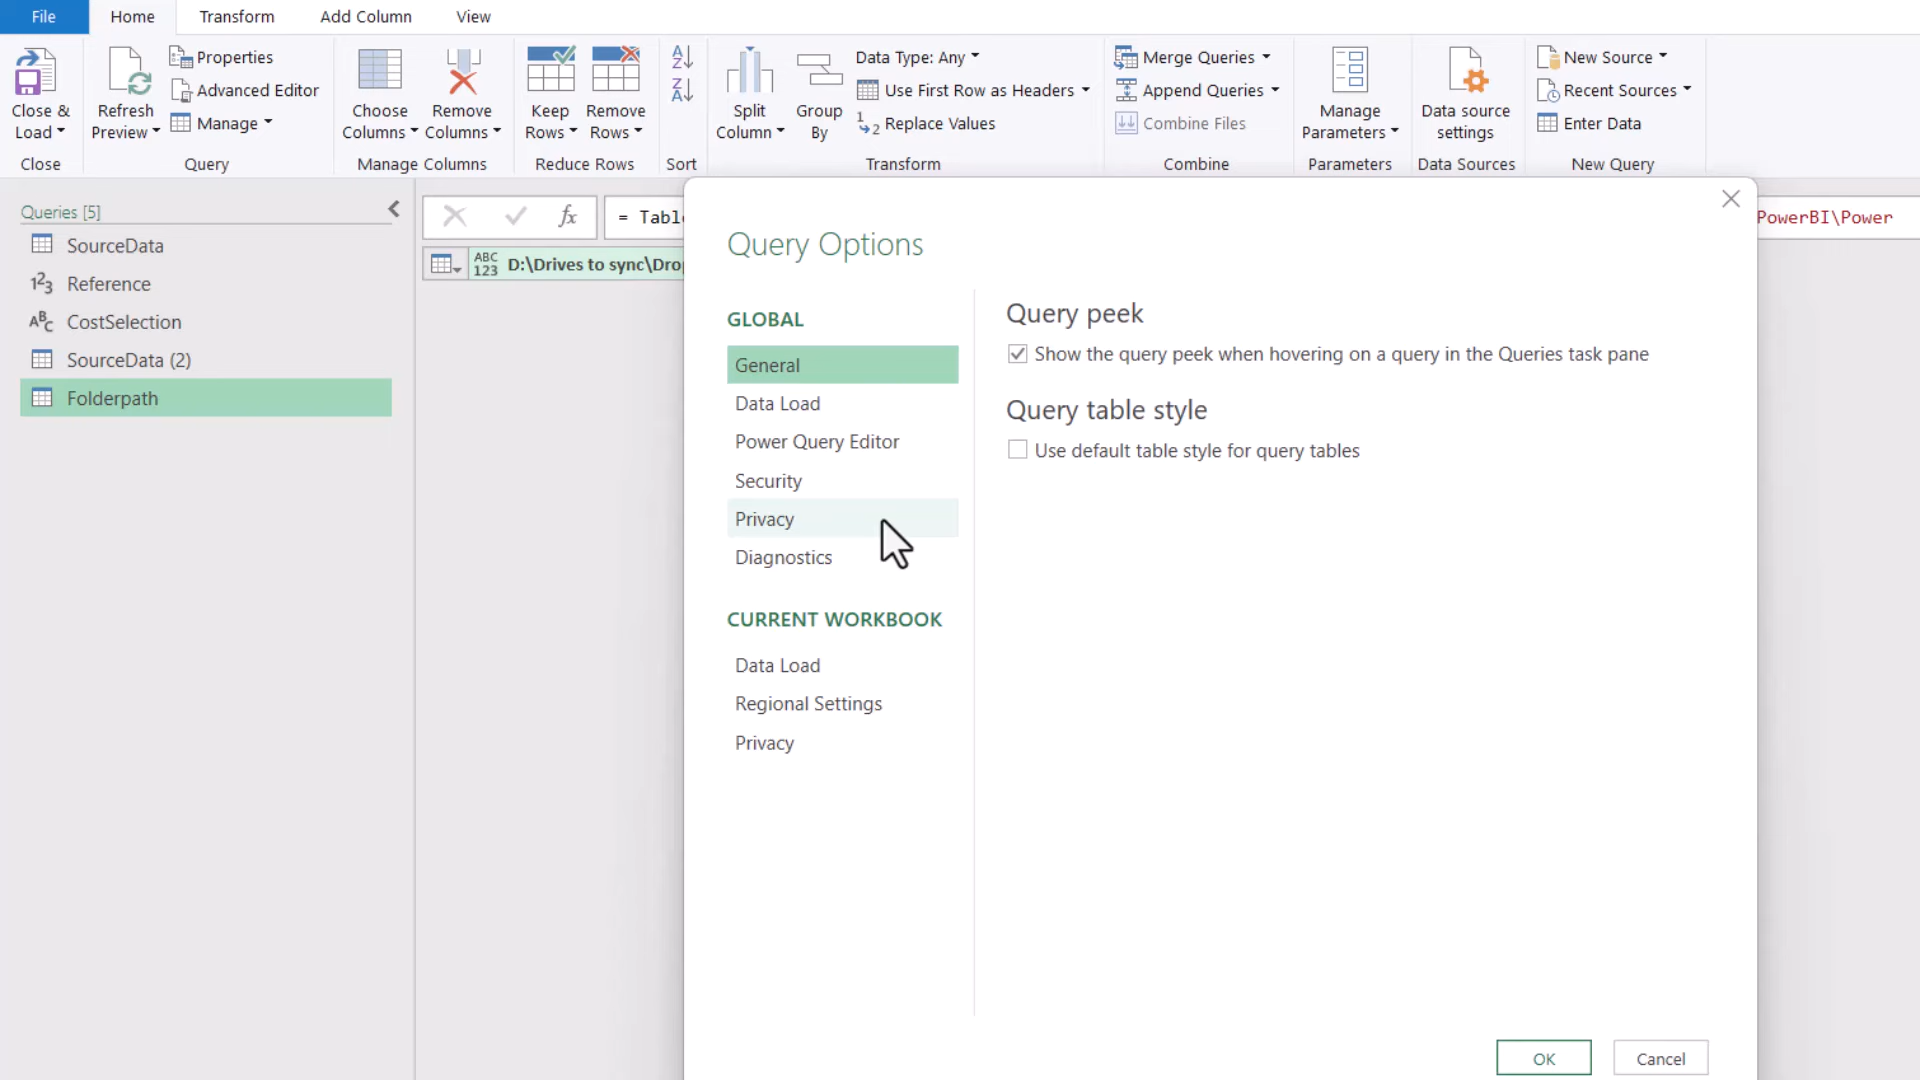 File Home Transform Add Column View
Close & Load
Refresh Preview
Properties
Advanced Editor
Manage
Choose Columns
Remove Columns
Keep Rows
Remove Rows
Split Column
Group By
Data Type: Any
Use First Row as Headers
Replace Values
Merge Queries
Append Queries
Combine Files
Manage Parameters
Data source settings
New Source
Recent Sources
Enter Data
Close Query Manage Columns Reduce Rows Sort Transform Combine Parameters Data Sources New Query
Queries [5]
SourceData
Reference
CostSelection
SourceData (2)
Folderpath
fx = Table
PowerBI\Power
ABC 123 D:\Drives to sync\Dro
Query Options
GLOBAL
General
Data Load
Power Query Editor
Security
Privacy
Diagnostics
CURRENT WORKBOOK
Data Load
Regional Settings
Privacy
Query peek
Show the query peek when hovering on a query in the Queries task pane
Query table style
Use default table style for query tables
OK Cancel